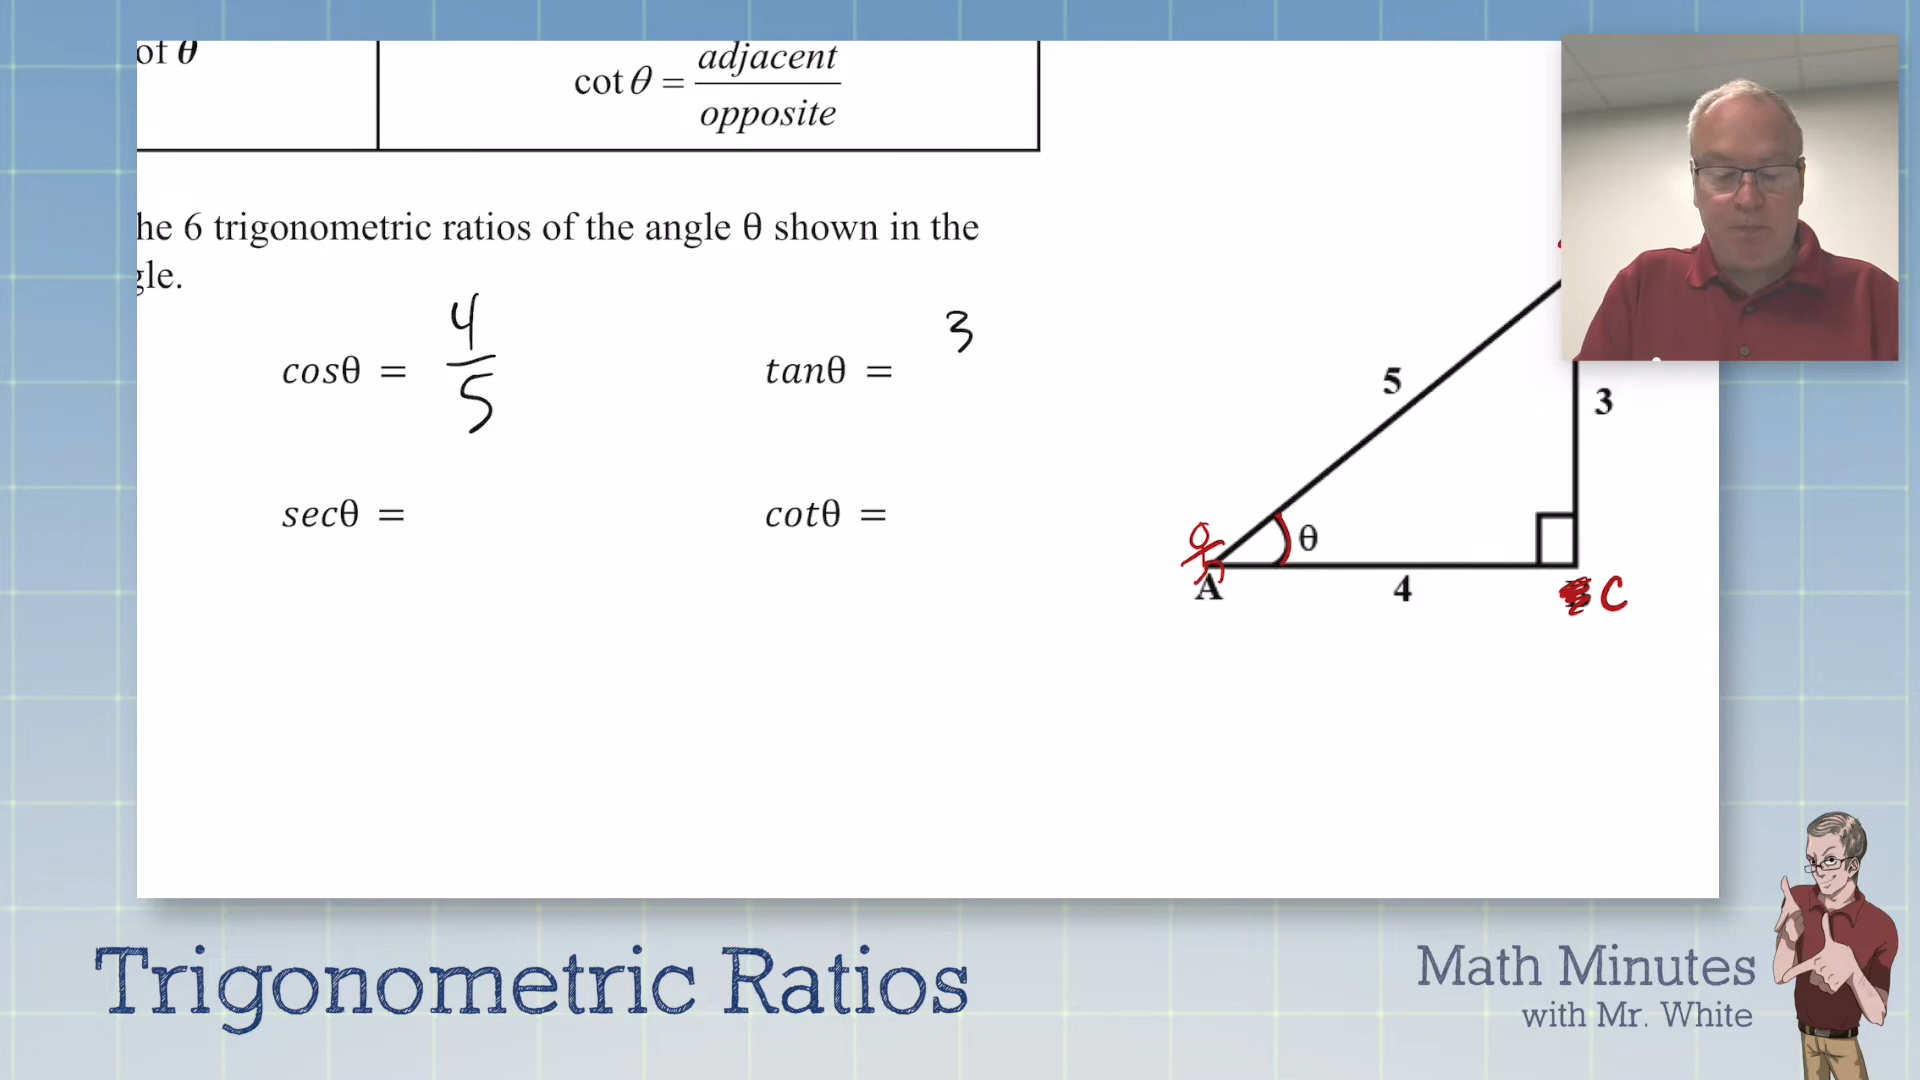 of θ
cot θ = adjacent / opposite
he 6 trigonometric ratios of the angle θ shown in the
gle.
cosθ = 4/5
tanθ = 3
secθ =
cotθ =
5
3
θ
A
4
C
Trigonometric Ratios
Math Minutes
with Mr. White